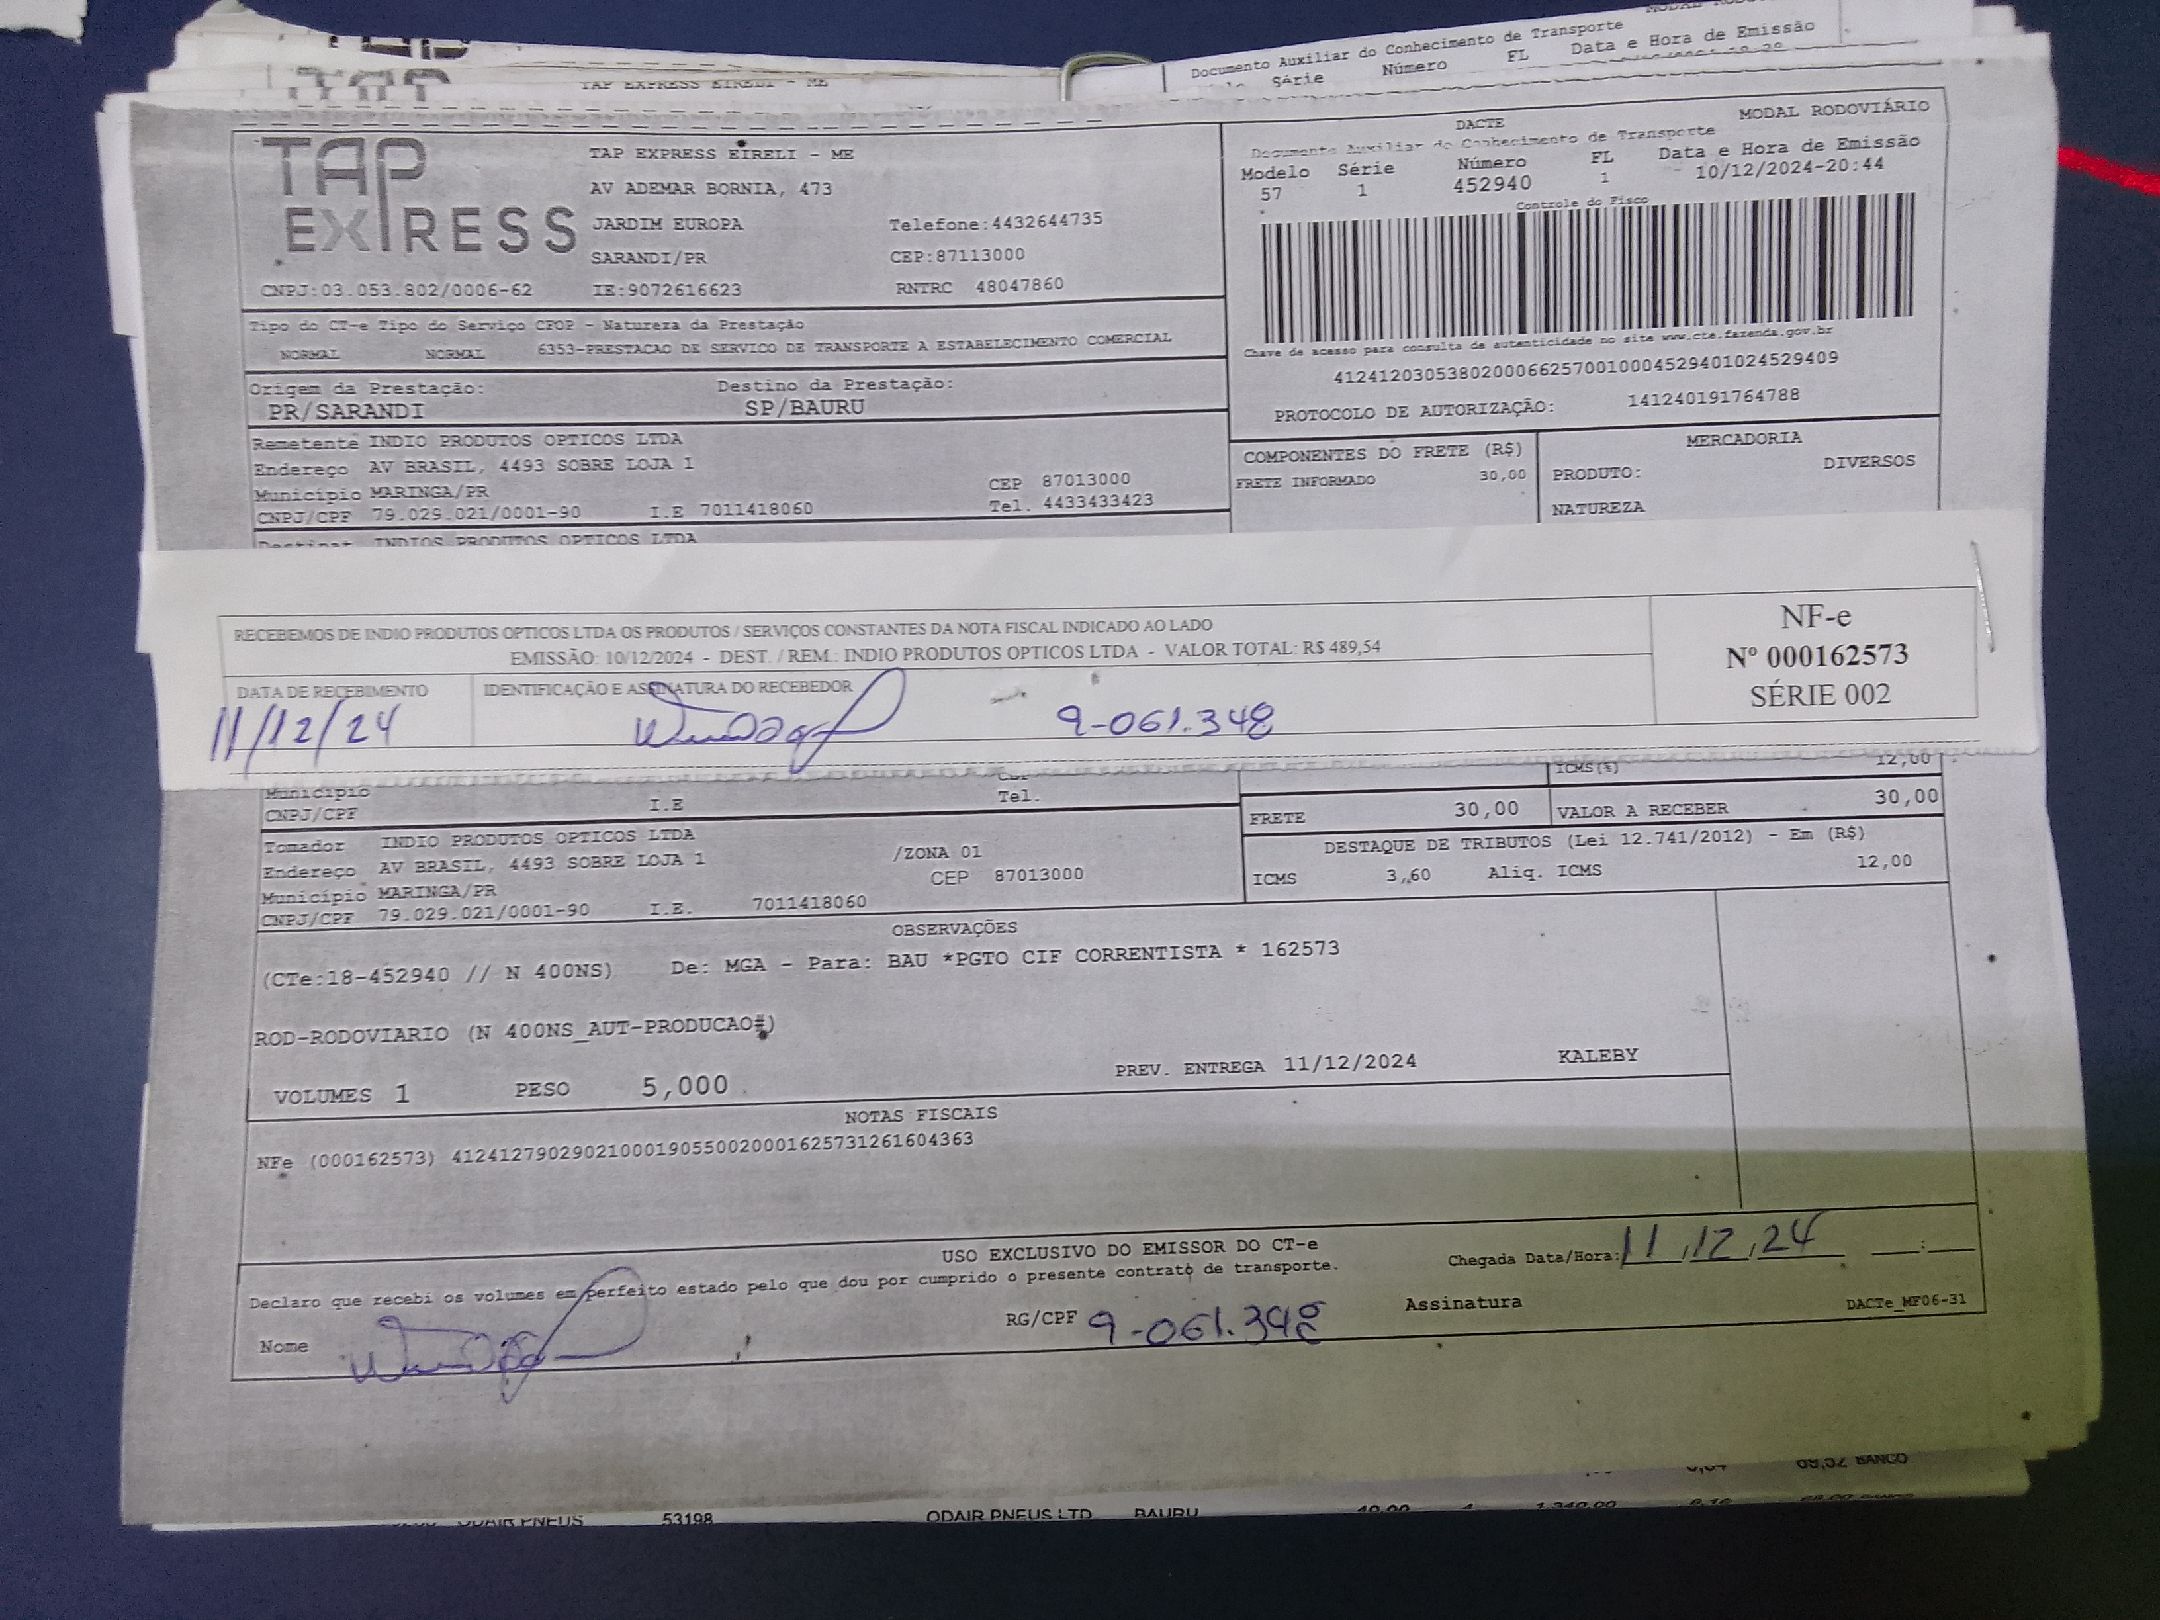 TAP EXPRESS EIRELI - ME
Documento Auxiliar do Conhecimento de Transporte
Série Número FL Data e Hora de Emissão
TAP EXPRESS
TAP EXPRESS EIRELI - ME
AV ADEMAR BORNIA, 473
JARDIM EUROPA Telefone:4432644735
SARANDI/PR CEP:87113000
CNPJ:03.053.802/0006-62 IE:9072616623 RNTRC 48047860
DACTE MODAL RODOVIÁRIO
Documento Auxiliar do Conhecimento de Transporte
Modelo Série Número FL Data e Hora de Emissão
57 1 452940 1 10/12/2024-20:44
Controle do Fisco
Chave de acesso para consulta de autenticidade no site www.cte.fazenda.gov.br
41241203053802000662570010004529401024529409
PROTOCOLO DE AUTORIZAÇÃO: 141240191764788
Tipo do CT-e Tipo do Serviço CFOP - Natureza da Prestação
NORMAL NORMAL 6353-PRESTACAO DE SERVICO DE TRANSPORTE A ESTABELECIMENTO COMERCIAL
Origem da Prestação: Destino da Prestação:
PR/SARANDI SP/BAURU
Remetente INDIO PRODUTOS OPTICOS LTDA
Endereço AV BRASIL, 4493 SOBRE LOJA 1
Município MARINGA/PR CEP 87013000
CNPJ/CPF 79.029.021/0001-90 I.E 7011418060 Tel. 4433433423
Destinat INDIOS PRODUTOS OPTICOS LTDA
COMPONENTES DO FRETE (R$)
FRETE INFORMADO 30,00
MERCADORIA
PRODUTO: DIVERSOS
NATUREZA
RECEBEMOS DE INDIO PRODUTOS OPTICOS LTDA OS PRODUTOS / SERVIÇOS CONSTANTES DA NOTA FISCAL INDICADO AO LADO
EMISSÃO: 10/12/2024 - DEST. / REM.: INDIO PRODUTOS OPTICOS LTDA - VALOR TOTAL: R$ 489,54
DATA DE RECEBIMENTO IDENTIFICAÇÃO E ASSINATURA DO RECEBEDOR
11/12/24 9-061.348
NF-e
Nº 000162573
SÉRIE 002
Município
CNPJ/CPF I.E Tel.
ICMS(%) 12,00
FRETE 30,00 VALOR A RECEBER 30,00
Tomador INDIO PRODUTOS OPTICOS LTDA
Endereço AV BRASIL, 4493 SOBRE LOJA 1 /ZONA 01
Município MARINGA/PR CEP 87013000
CNPJ/CPF 79.029.021/0001-90 I.E. 7011418060
DESTAQUE DE TRIBUTOS (Lei 12.741/2012) - Em (R$)
ICMS 3,60 Aliq. ICMS 12,00
OBSERVAÇÕES
(CTe:18-452940 // N 400NS) De: MGA - Para: BAU *PGTO CIF CORRENTISTA * 162573
ROD-RODOVIARIO (N 400NS_AUT-PRODUCAO#)
VOLUMES 1 PESO 5,000 PREV. ENTREGA 11/12/2024 KALEBY
NOTAS FISCAIS
NFe (000162573) 41241279029021000190550020001625731261604363
USO EXCLUSIVO DO EMISSOR DO CT-e
Declaro que recebi os volumes em perfeito estado pelo que dou por cumprido o presente contrato de transporte.
Chegada Data/Hora: 11,12,24 :
Nome RG/CPF 9-061.348 Assinatura DACTe_MF06-31
69,52 BANCO
ODAIR PNEUS 53198 ODAIR PNEUS LTD BAURU